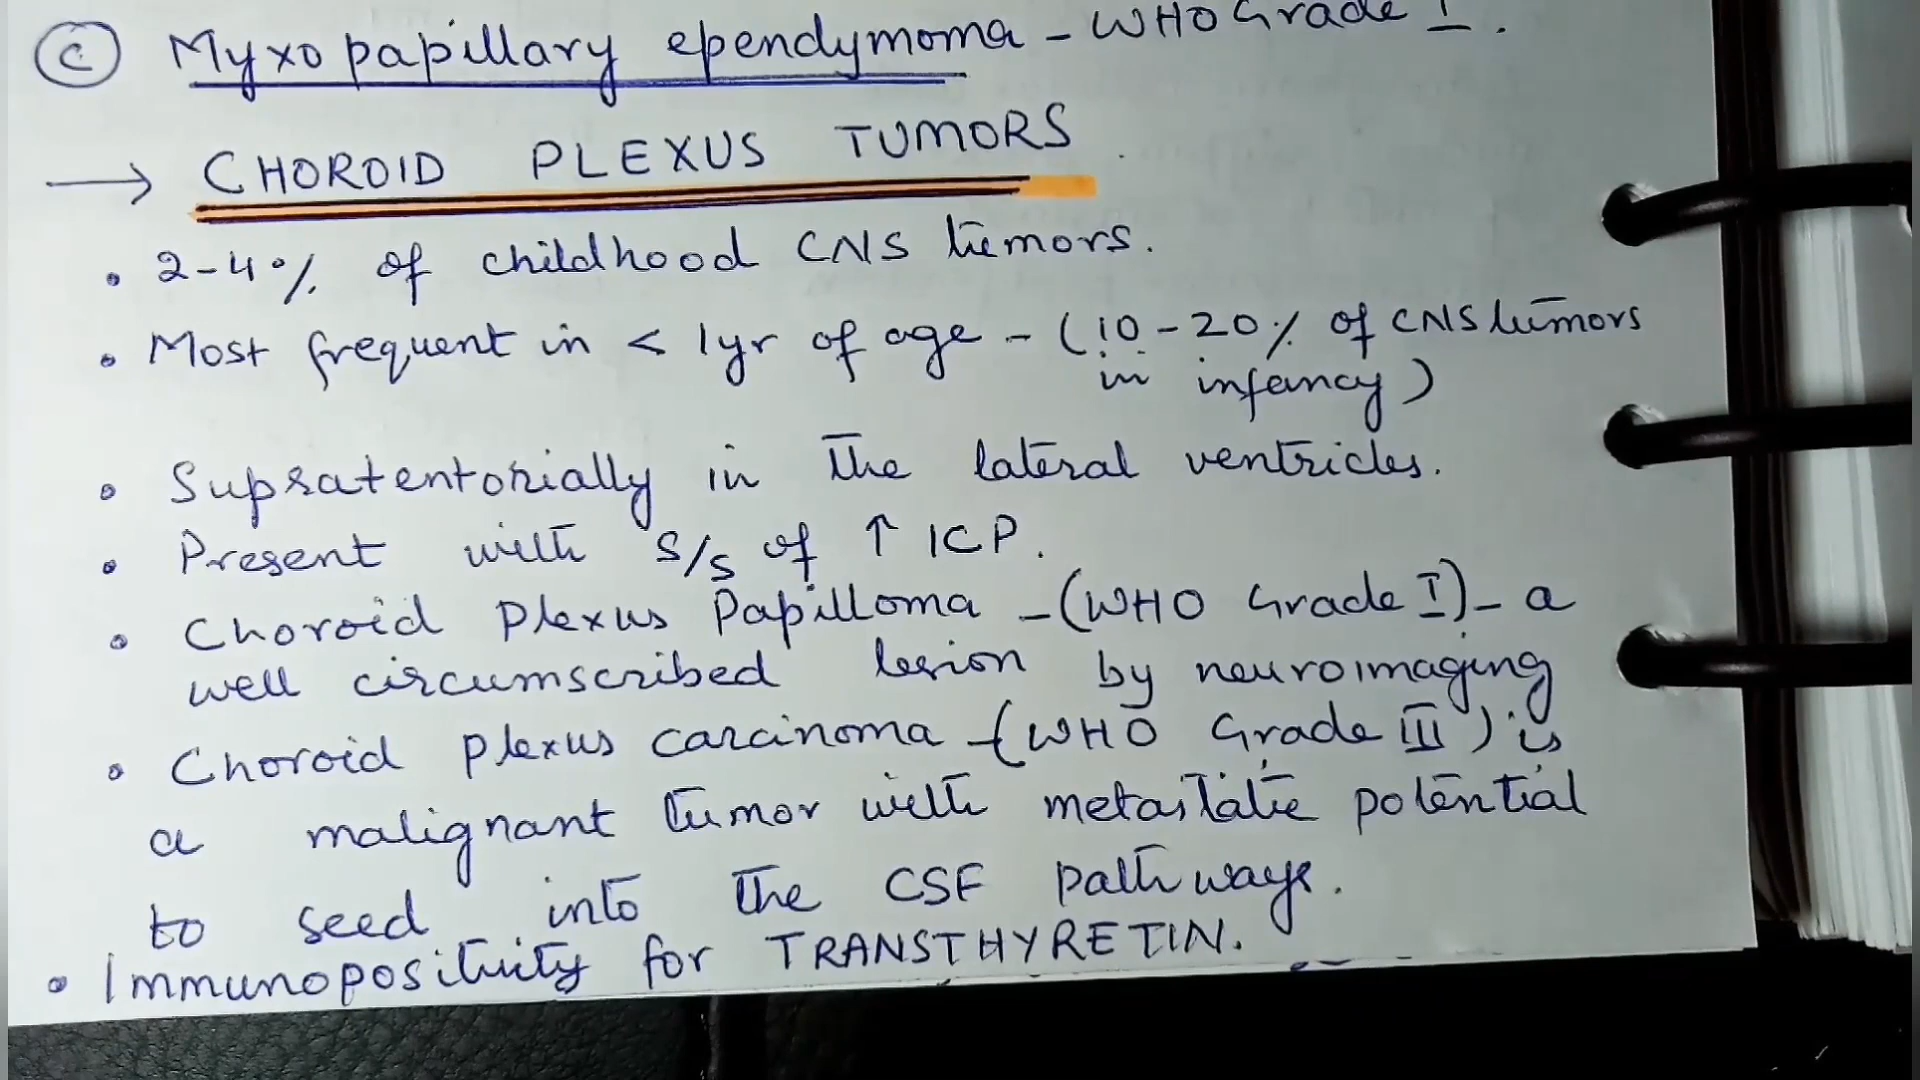 © Myxopapillary ependymoma - WHO Grade I.
→ CHOROID PLEXUS TUMORS
• 2-4% of childhood CNS tumors.
• Most frequent in < 1yr of age - (10-20% of CNS tumors
in infancy)
• Supratentorially in the lateral ventricles.
• Present with S/S of ↑ ICP.
• Choroid Plexus Papilloma - (WHO Grade I) - a
well circumscribed lesion by neuroimaging
• Choroid plexus carcinoma - (WHO Grade III) is
a malignant tumor with metastatic potential
to seed into the CSF pathways.
• Immunopositivity for TRANSTHYRETIN.